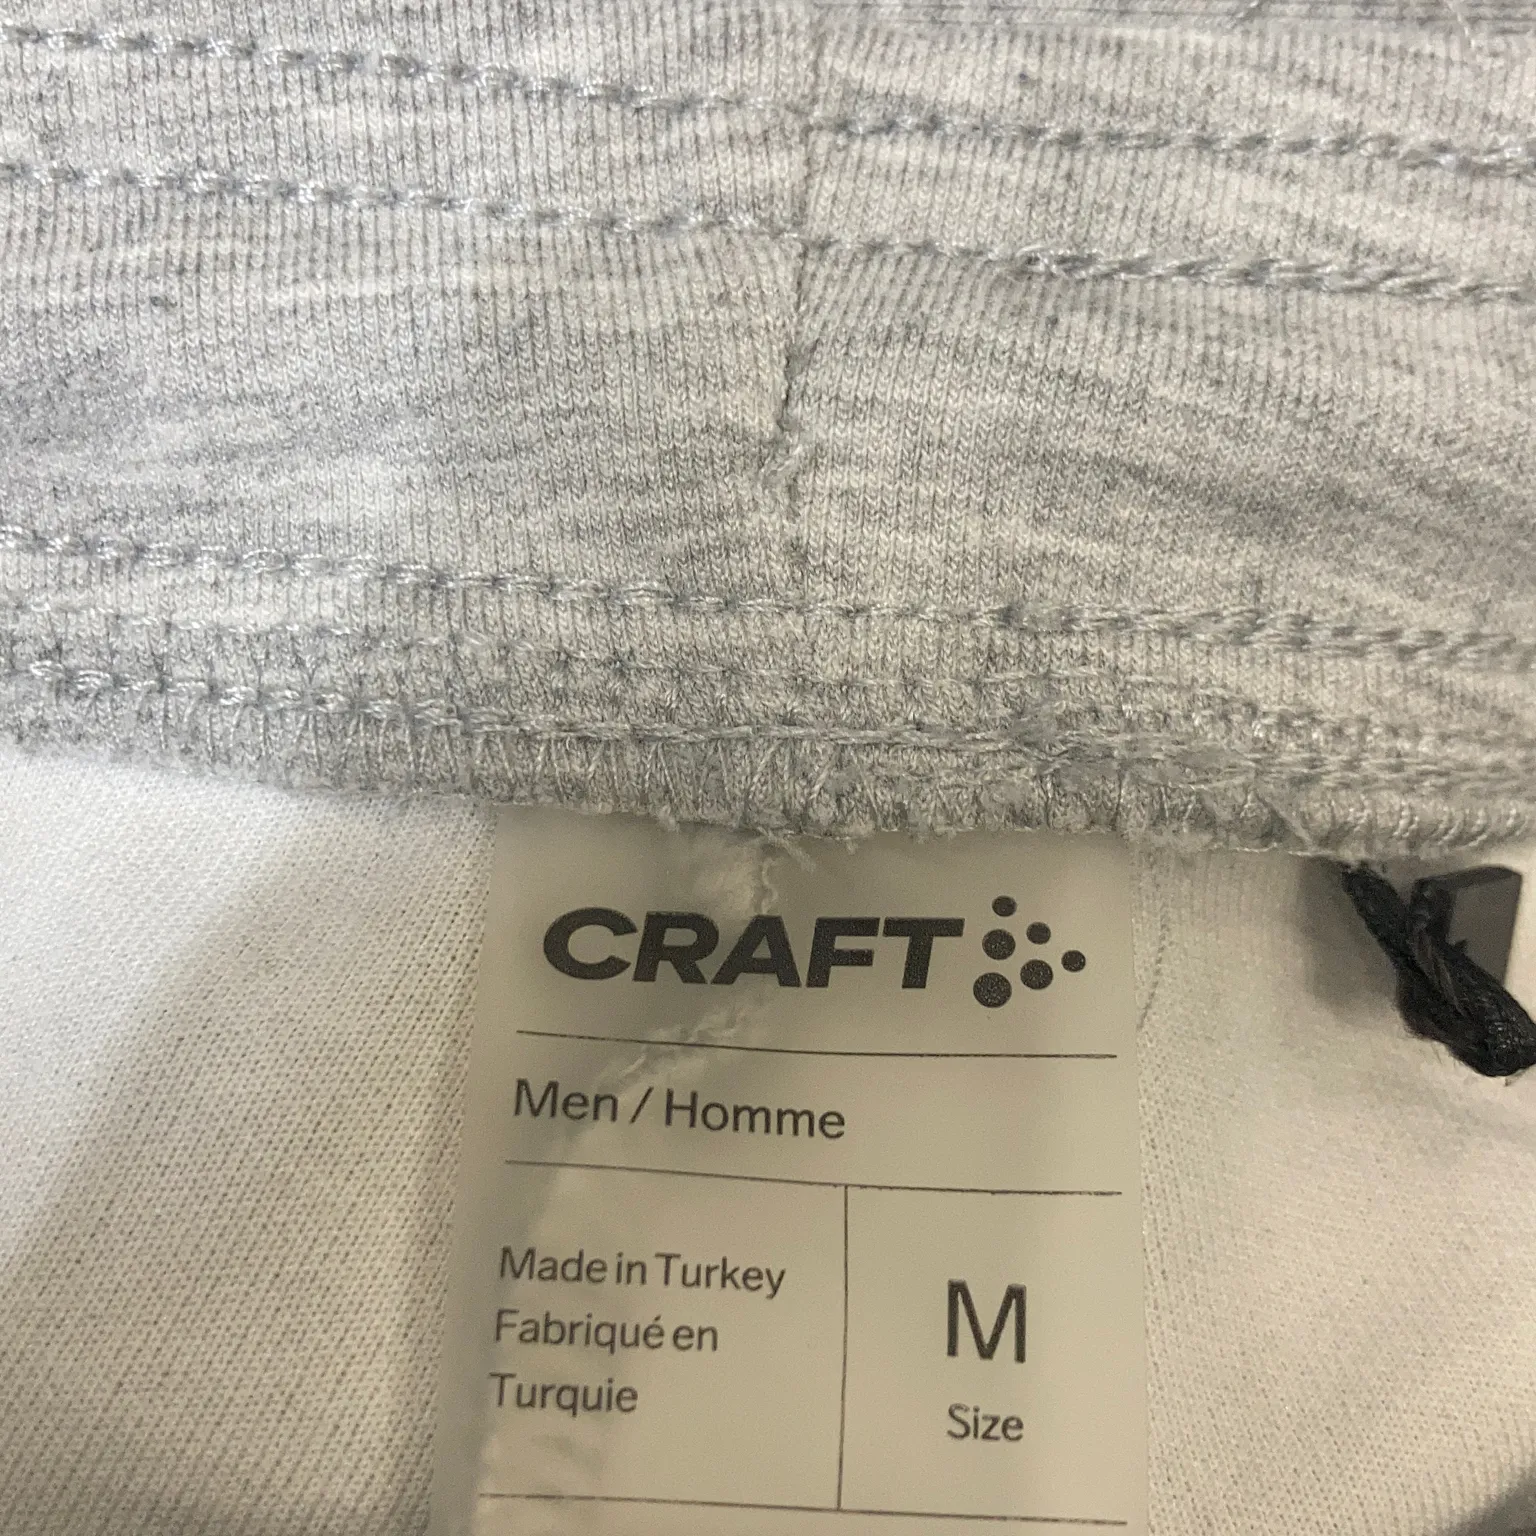 CRAFT
Men / Homme
Made in Turkey
Fabriqué en
Turquie
M
Size